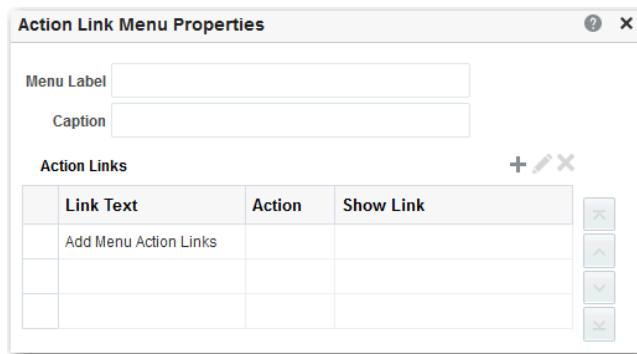 Action Link Menu Properties
Menu Label
Caption
Action Links
Link Text Action Show Link
Add Menu Action Links